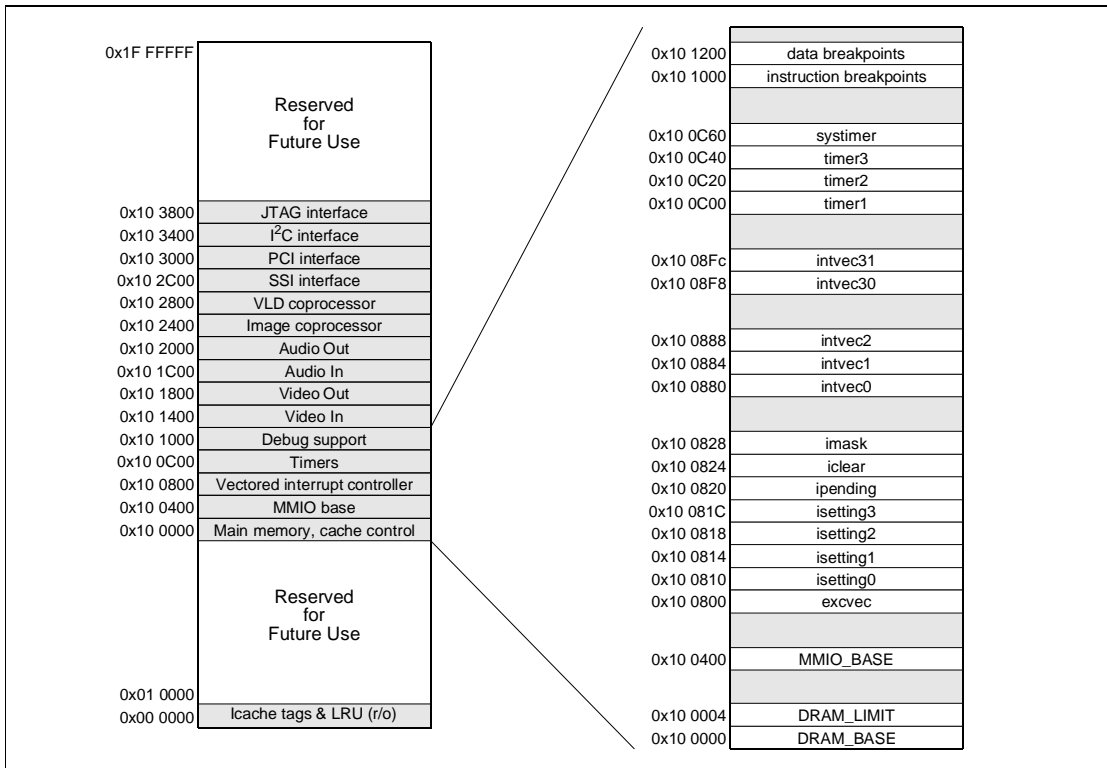 0x1F FFFFF
Reserved
for
Future Use
0x10 3800 JTAG interface
0x10 3400 I2C interface
0x10 3000 PCI interface
0x10 2C00 SSI interface
0x10 2800 VLD coprocessor
0x10 2400 Image coprocessor
0x10 2000 Audio Out
0x10 1C00 Audio In
0x10 1800 Video Out
0x10 1400 Video In
0x10 1000 Debug support
0x10 0C00 Timers
0x10 0800 Vectored interrupt controller
0x10 0400 MMIO base
0x10 0000 Main memory, cache control
Reserved
for
Future Use
0x01 0000
0x00 0000 Icache tags & LRU (r/o)
0x10 1200 data breakpoints
0x10 1000 instruction breakpoints
0x10 0C60 systimer
0x10 0C40 timer3
0x10 0C20 timer2
0x10 0C00 timer1
0x10 08Fc intvec31
0x10 08F8 intvec30
0x10 0888 intvec2
0x10 0884 intvec1
0x10 0880 intvec0
0x10 0828 imask
0x10 0824 iclear
0x10 0820 ipending
0x10 081C isetting3
0x10 0818 isetting2
0x10 0814 isetting1
0x10 0810 isetting0
0x10 0800 excvec
0x10 0400 MMIO_BASE
0x10 0004 DRAM_LIMIT
0x10 0000 DRAM_BASE